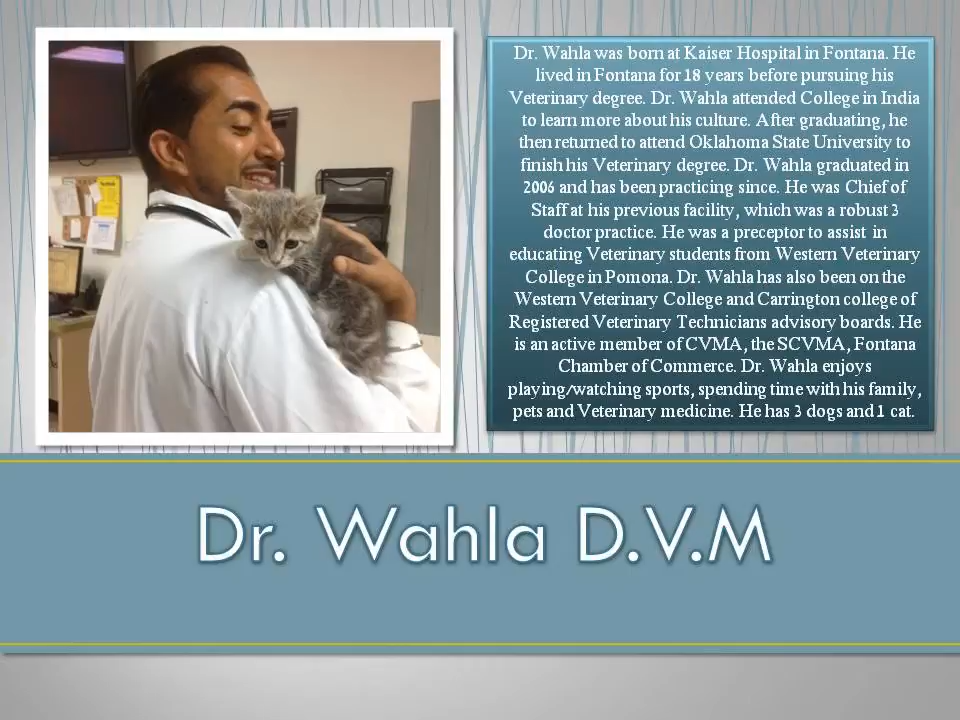 Dr. Wahla was born at Kaiser Hospital in Fontana. He
lived in Fontana for 18 years before pursuing his
Veterinary degree. Dr. Wahla attended College in India
to learn more about his culture. After graduating, he
then returned to attend Oklahoma State University to
finish his Veterinary degree. Dr. Wahla graduated in
2006 and has been practicing since. He was Chief of
Staff at his previous facility, which was a robust 3
doctor practice. He was a preceptor to assist in
educating Veterinary students from Western Veterinary
College in Pomona. Dr. Wahla has also been on the
Western Veterinary College and Carrington college of
Registered Veterinary Technicians advisory boards. He
is an active member of CVMA, the SCVMA, Fontana
Chamber of Commerce. Dr. Wahla enjoys
playing/watching sports, spending time with his family,
pets and Veterinary medicine. He has 3 dogs and 1 cat.
Dr. Wahla D.V.M